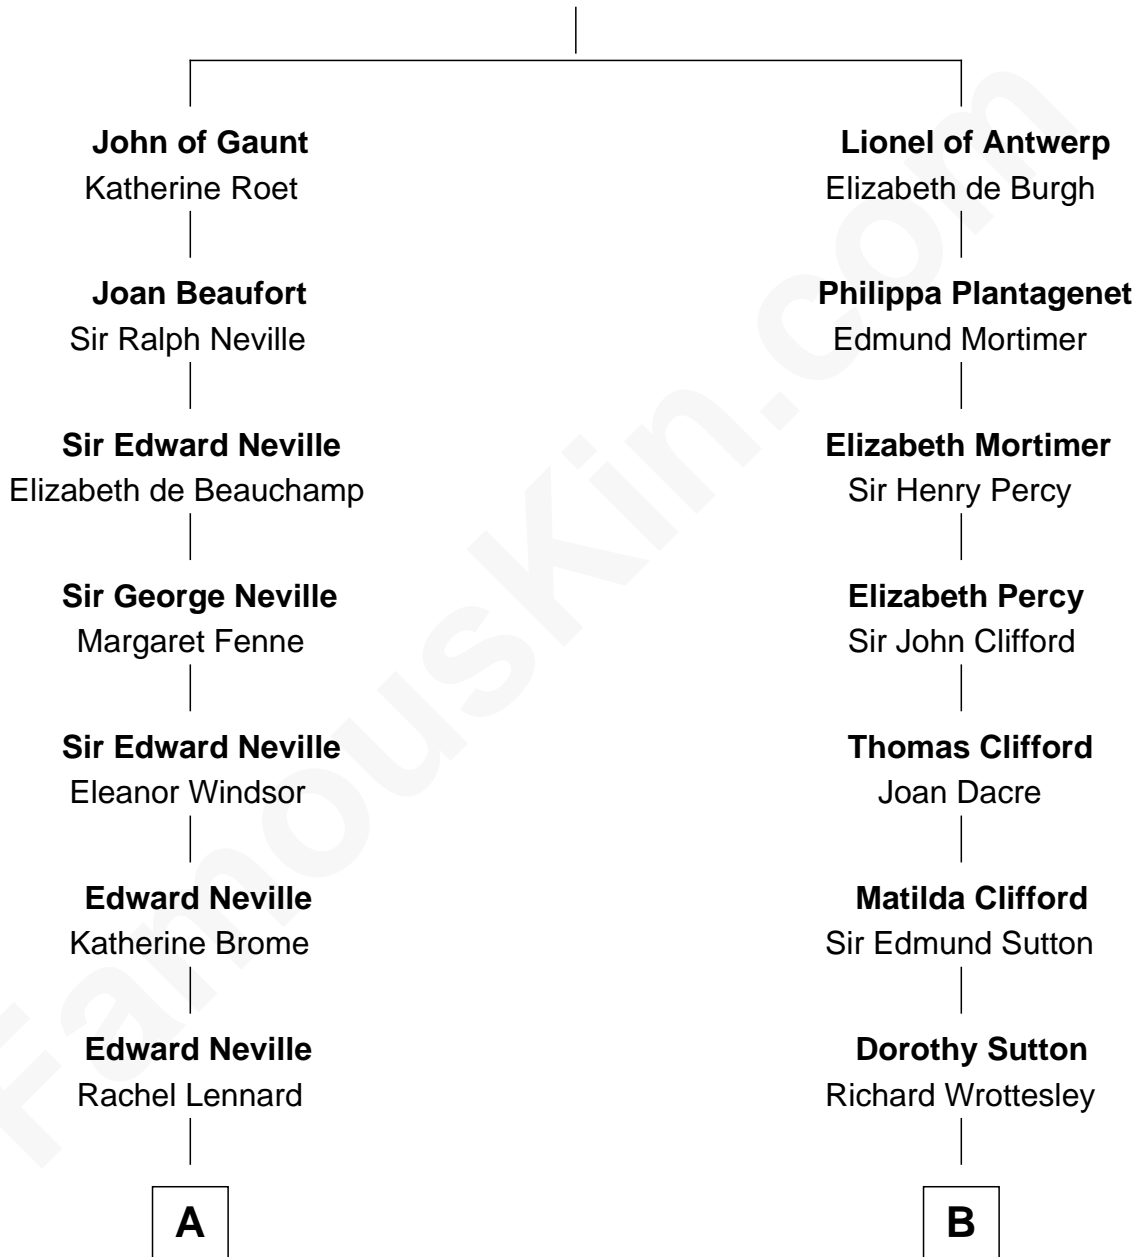 John of Gaunt
Katherine Roet
Joan Beaufort
Sir Ralph Neville
Sir Edward Neville
Elizabeth de Beauchamp
Sir George Neville
Margaret Fenne
Sir Edward Neville
Eleanor Windsor
Edward Neville
Katherine Brome
Edward Neville
Rachel Lennard
A
Lionel of Antwerp
Elizabeth de Burgh
Philippa Plantagenet
Edmund Mortimer
Elizabeth Mortimer
Sir Henry Percy
Elizabeth Percy
Sir John Clifford
Thomas Clifford
Joan Dacre
Matilda Clifford
Sir Edmund Sutton
Dorothy Sutton
Richard Wrottesley
B
FamousKin.com